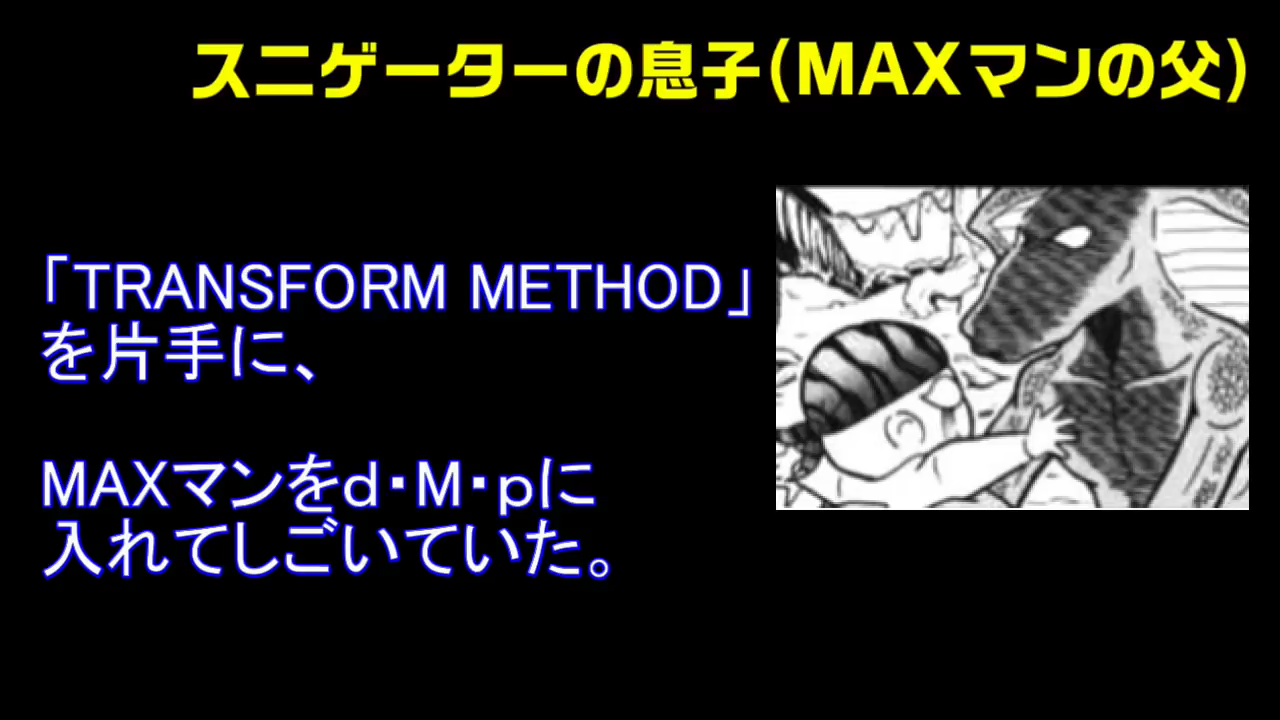 スニゲーターの息子(MAXマンの父)
「TRANSFORM METHOD」
を片手に、
MAXマンをd・M・pに
入れてしごいていた。